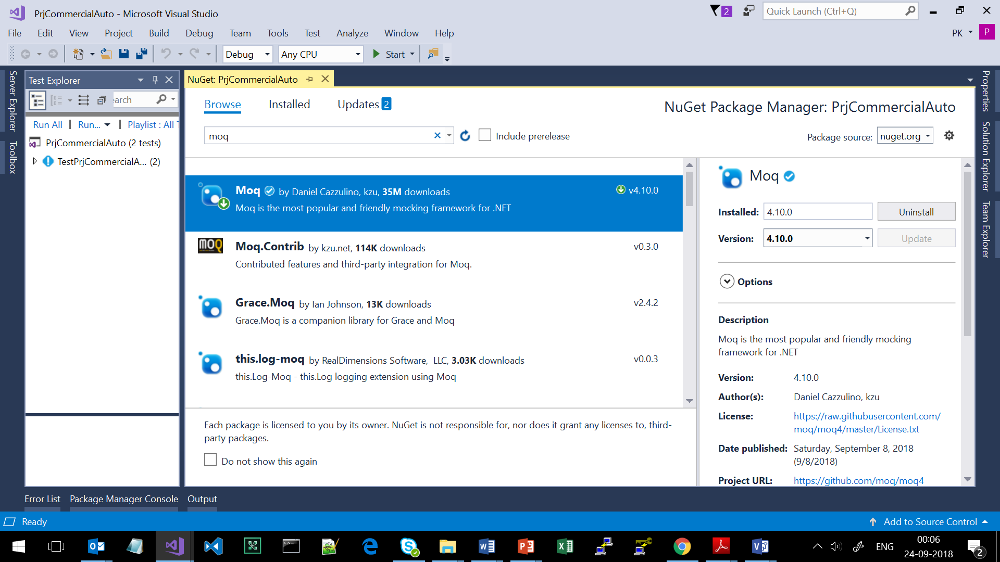 PrjCommercialAuto - Microsoft Visual Studio
2
Quick Launch (Ctrl+Q)
File Edit View Project Build Debug Team Tools Test Analyze Window Help
PK P
Debug Any CPU Start
Server Explorer
Toolbox
Test Explorer
earch
Run All | Run... | Playlist : All
PrjCommercialAuto (2 tests)
TestPrjCommercialA... (2)
NuGet: PrjCommercialAuto
Browse Installed Updates 2
NuGet Package Manager: PrjCommercialAuto
moq
Include prerelease
Package source: nuget.org
Moq by Daniel Cazzulino, kzu, 35M downloads v4.10.0
Moq is the most popular and friendly mocking framework for .NET
MOQ
Moq.Contrib by kzu.net, 114K downloads v0.3.0
Contributed features and third-party integration for Moq.
Grace.Moq by Ian Johnson, 13K downloads v2.4.2
Grace.Moq is a companion library for Grace and Moq
this.log-moq by RealDimensions Software, LLC, 3.03K downloads v0.0.3
this.Log-Moq - this.Log logging extension using Moq
Each package is licensed to you by its owner. NuGet is not responsible for, nor does it grant any licenses to, third-
party packages.
Do not show this again
Moq
Installed: 4.10.0 Uninstall
Version: 4.10.0 Update
Options
Description
Moq is the most popular and friendly mocking
framework for .NET
Version: 4.10.0
Author(s): Daniel Cazzulino, kzu
License: https://raw.githubusercontent.com/
moq/moq4/master/License.txt
Date published: Saturday, September 8, 2018
(9/8/2018)
Project URL: https://github.com/moq/moq4
Properties
Solution Explorer
Team Explorer
Error List Package Manager Console Output
Ready
Add to Source Control
ENG
00:06
24-09-2018
2